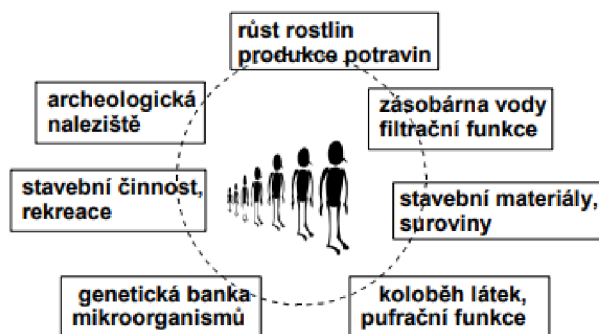 růst rostlin
produkce potravin
archeologická
naleziště
zásobárna vody
filtrační funkce
stavební činnost,
rekreace
stavební materiály,
suroviny
genetická banka
mikroorganismů
koloběh látek,
pufrační funkce